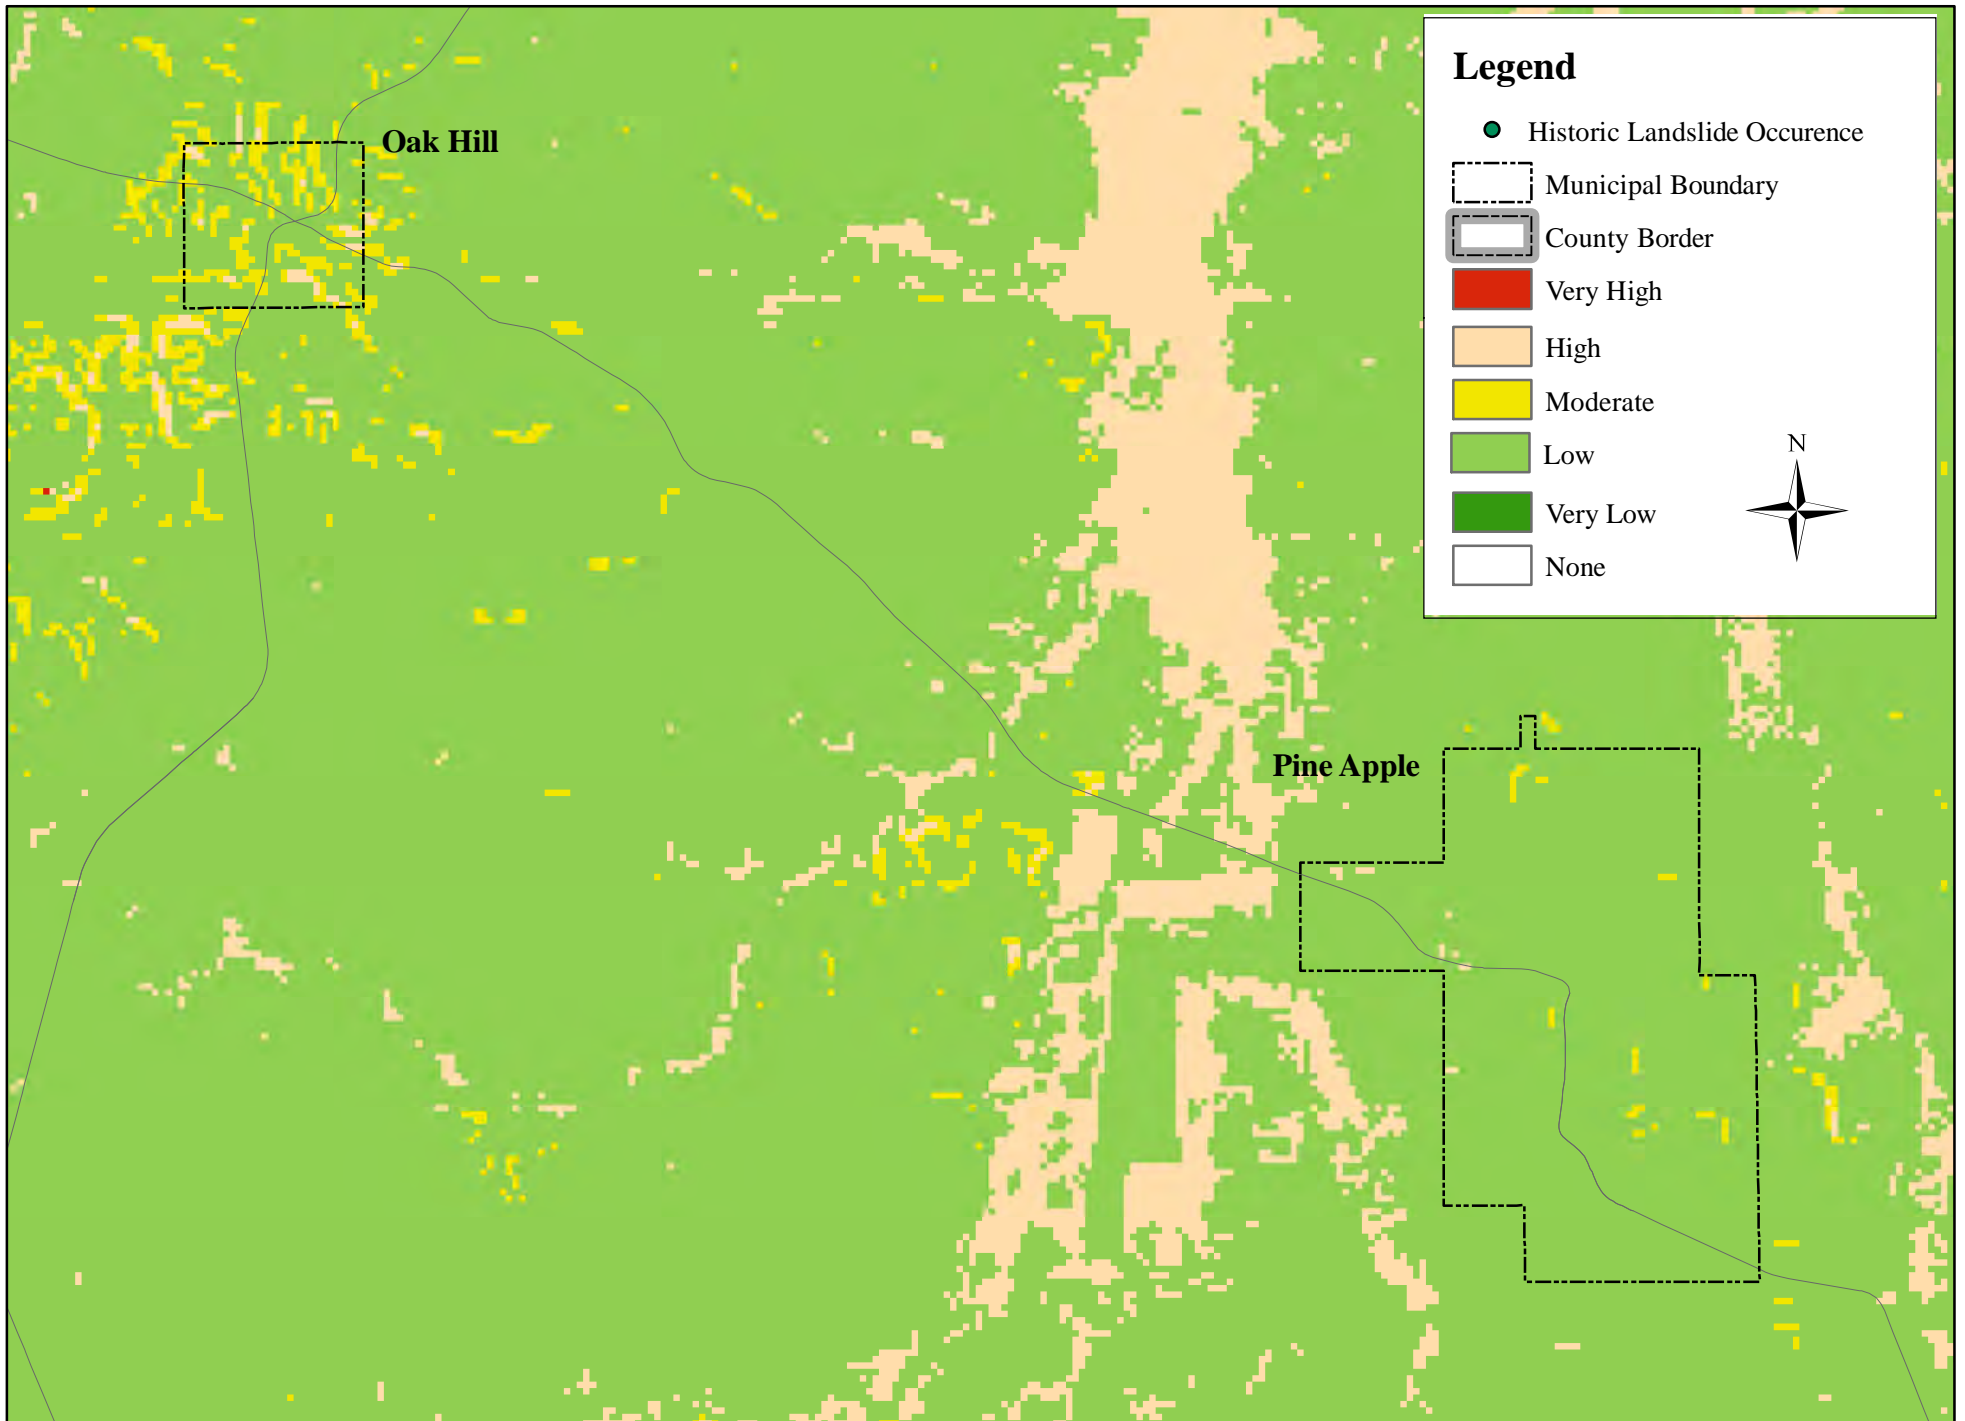 Legend
Historic Landslide Occurence
Municipal Boundary
County Border
Very High
High
Moderate
Low
Very Low
None
N
Oak Hill
Pine Apple